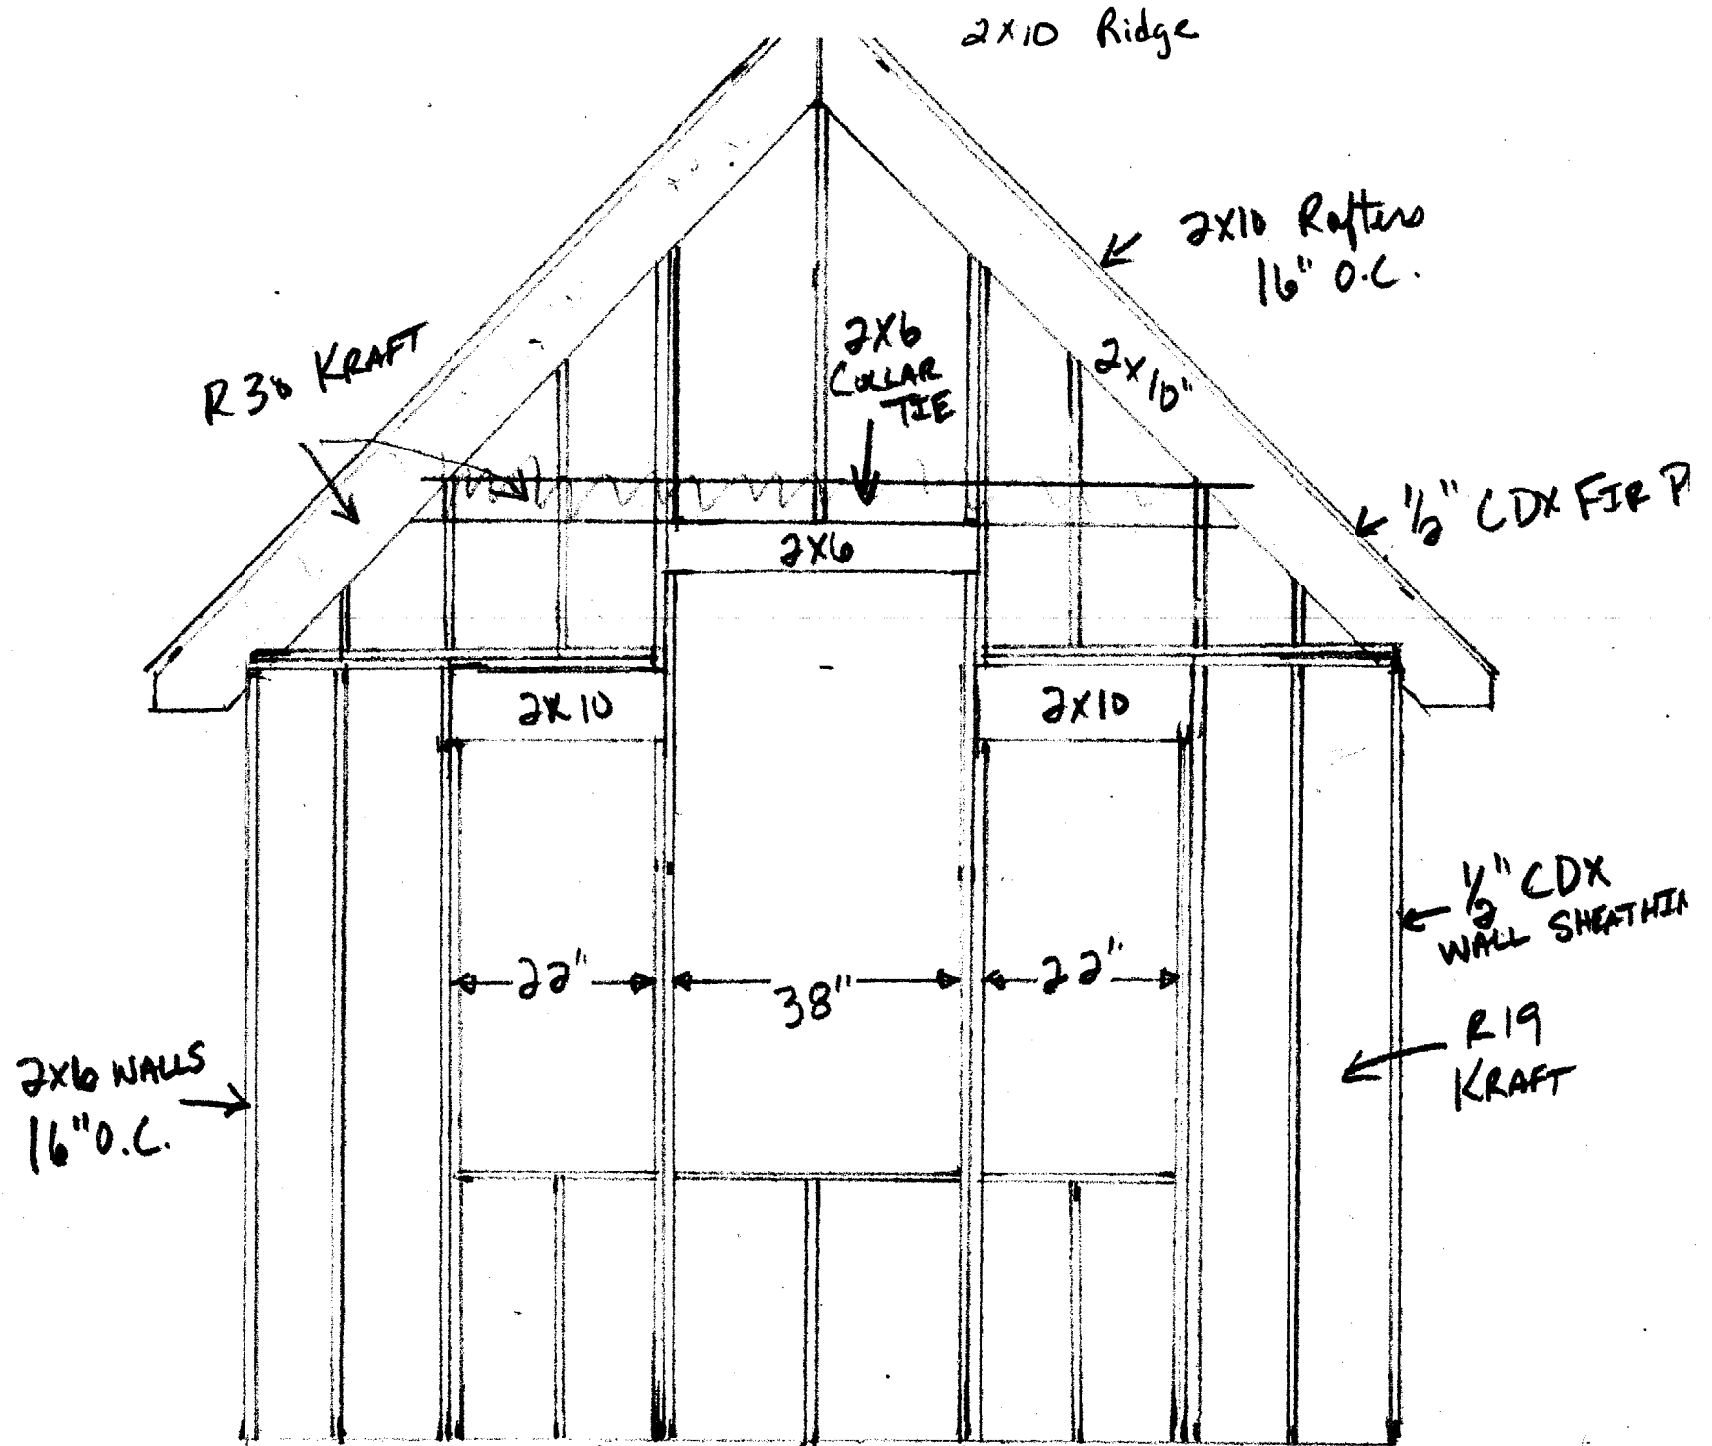 2X10 Ridge
2X10 Rafters
16" O.C.
R30 KRAFT
2X6
COLLAR
TIE
2x10"
1/2" CDX FIR P
2X6
2X10
2X10
1/2" CDX
WALL SHEATHIN
22"
38"
22"
R19
KRAFT
2X6 WALLS
16" O.C.